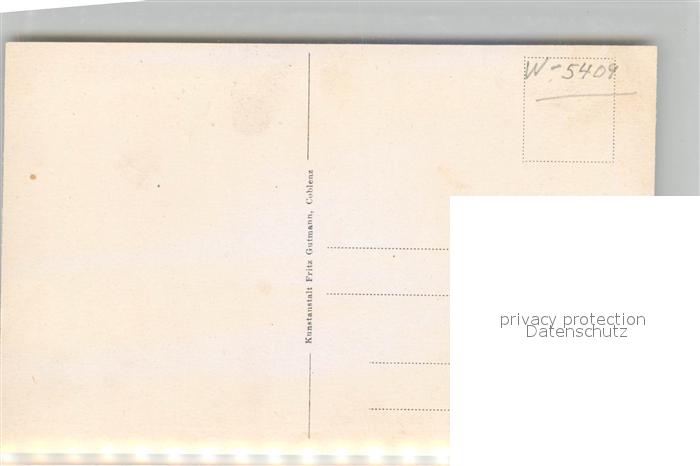 W-5409
Kunstanstalt Fritz Gutmann, Coblenz
privacy protection
Datenschutz